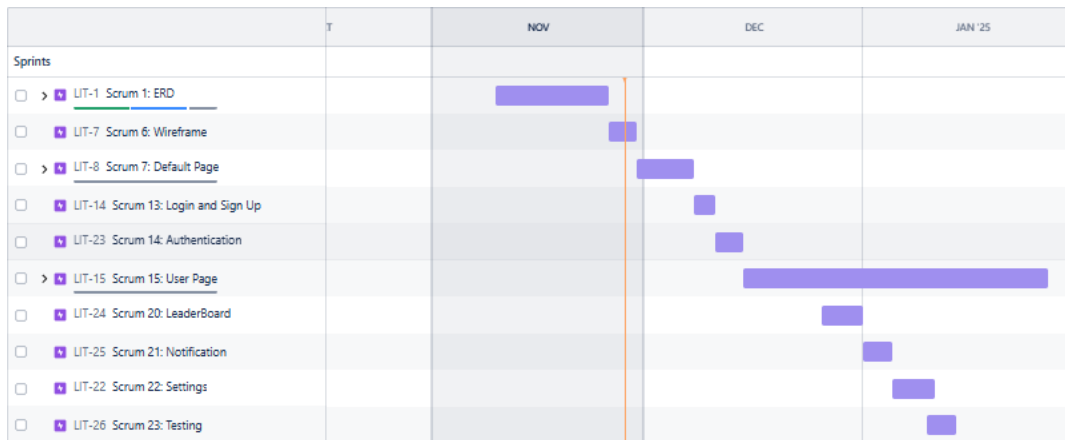 T NOV DEC JAN '25
Sprints
LIT-1 Scrum 1: ERD
LIT-7 Scrum 6: Wireframe
LIT-8 Scrum 7: Default Page
LIT-14 Scrum 13: Login and Sign Up
LIT-23 Scrum 14: Authentication
LIT-15 Scrum 15: User Page
LIT-24 Scrum 20: LeaderBoard
LIT-25 Scrum 21: Notification
LIT-22 Scrum 22: Settings
LIT-26 Scrum 23: Testing